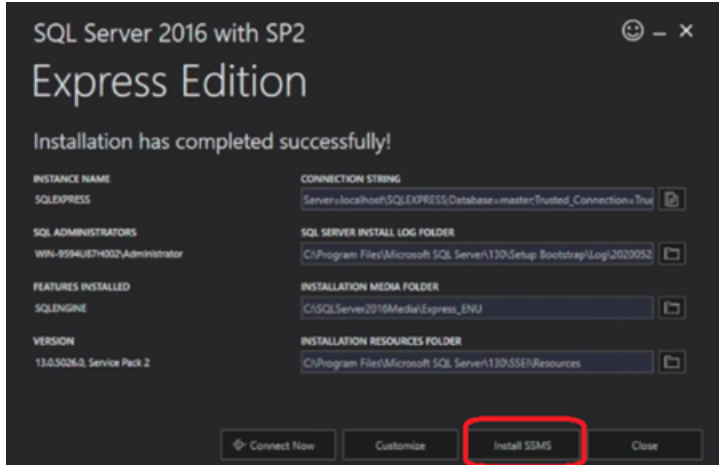 SQL Server 2016 with SP2
Express Edition
Installation has completed successfully!
INSTANCE NAME
SQLEXPRESS
CONNECTION STRING
Server=localhost\SQLEXPRESS;Database=master;Trusted_Connection=True
SQL ADMINISTRATORS
WIN-9594U87H002\Administrator
SQL SERVER INSTALL LOG FOLDER
C:\Program Files\Microsoft SQL Server\130\Setup Bootstrap\Log\2020052
FEATURES INSTALLED
SQLENGINE
INSTALLATION MEDIA FOLDER
C:\SQLServer2016Media\Express_ENU
VERSION
13.0.5026.0, Service Pack 2
INSTALLATION RESOURCES FOLDER
C:\Program Files\Microsoft SQL Server\130\SSEI\Resources
Connect Now
Customize
Install SSMS
Close